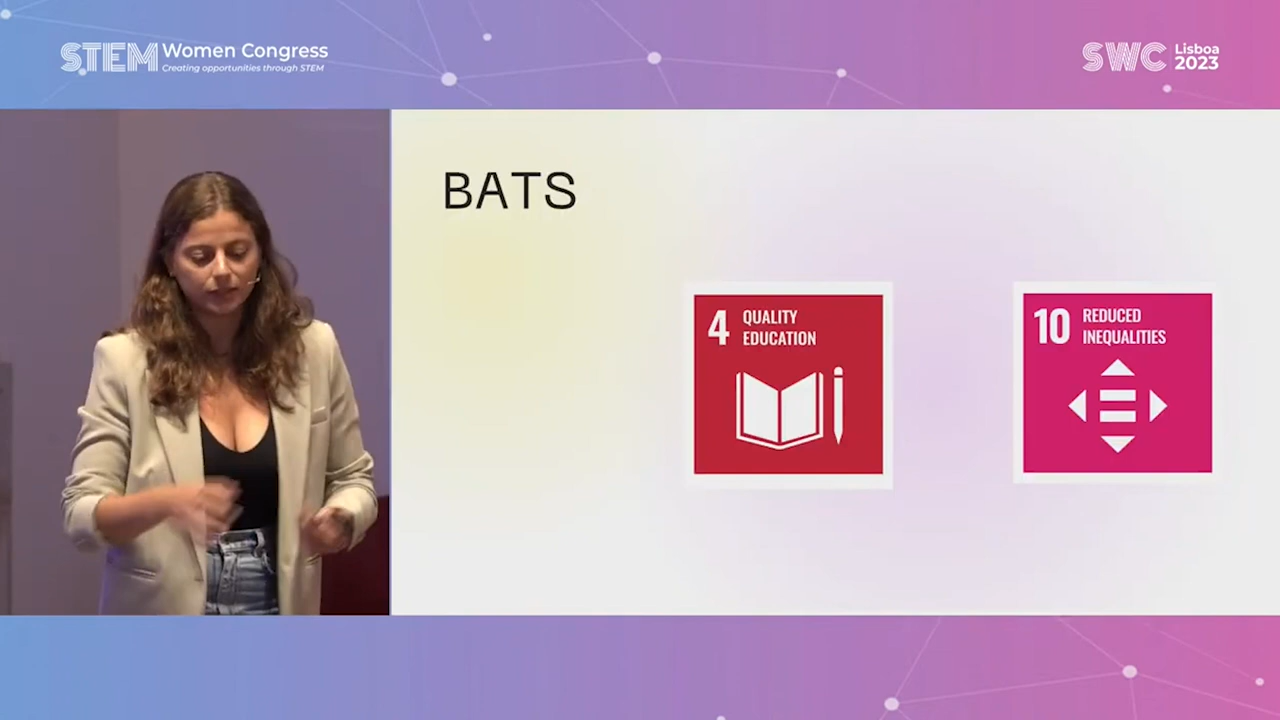 STEM Women Congress
Creating opportunities through STEM
SWC Lisboa
2023
BATS
4 QUALITY
EDUCATION
10 REDUCED
INEQUALITIES